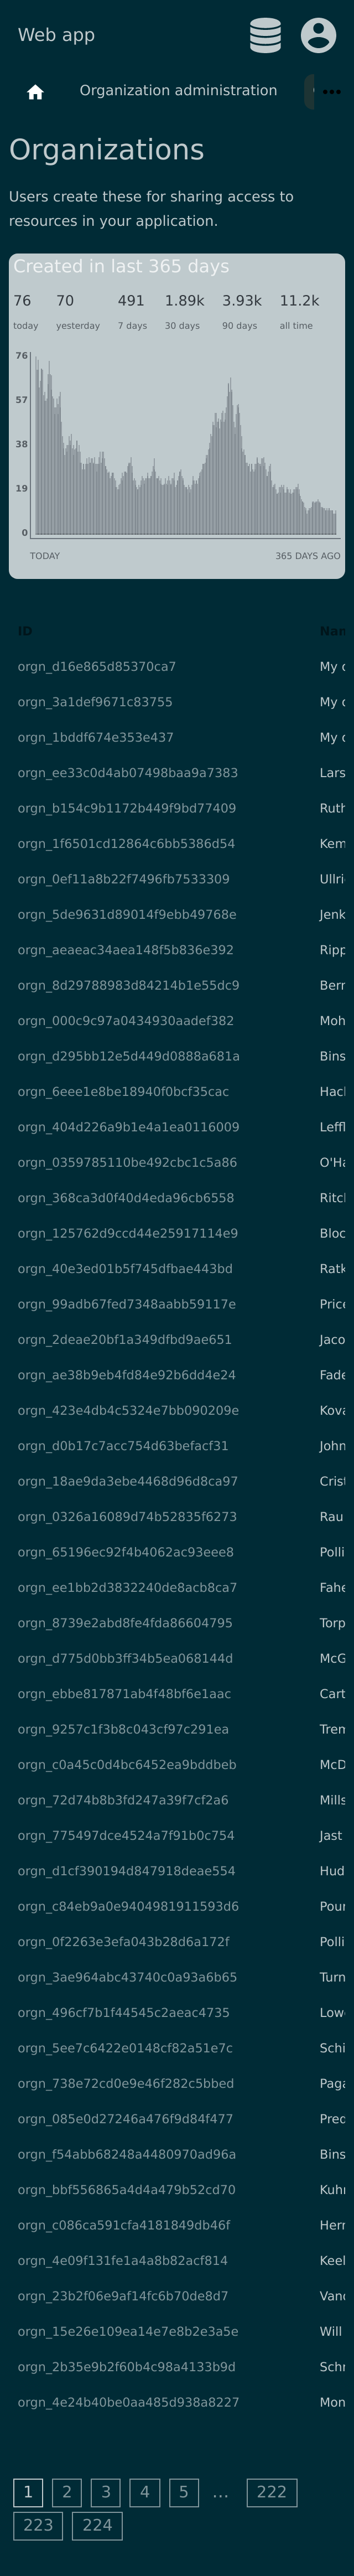 Web app
Organization administration
Organizations
Users create these for sharing access to
resources in your application.
Created in last 365 days
76 70 491 1.89k 3.93k 11.2k
today yesterday 7 days 30 days 90 days all time
76
57
38
19
0
TODAY 365 DAYS AGO
ID Nan
orgn_d16e865d85370ca7 My
orgn_3a1def9671c83755 My
orgn_1bddf674e353e437 My
orgn_ee33c0d4ab07498baa9a7383 Lars
orgn_b154c9b1172b449f9bd77409 Ruth
orgn_1f6501cd12864c6bb5386d54 Kem
orgn_0ef11a8b22f7496fb7533309 Ullri
orgn_5de9631d89014f9ebb49768e Jenk
orgn_aeaeac34aea148f5b836e392 Ripp
orgn_8d29788983d84214b1e55dc9 Berr
orgn_000c9c97a0434930aadef382 Moh
orgn_d295bb12e5d449d0888a681a Bins
orgn_6eee1e8be18940f0bcf35cac Hacl
orgn_404d226a9b1e4a1ea0116009 Leffl
orgn_0359785110be492cbc1c5a86 O'Ha
orgn_368ca3d0f40d4eda96cb6558 Ritcl
orgn_125762d9ccd44e25917114e9 Bloc
orgn_40e3ed01b5f745dfbae443bd Ratk
orgn_99adb67fed7348aabb59117e Price
orgn_2deae20bf1a349dfbd9ae651 Jaco
orgn_ae38b9eb4fd84e92b6dd4e24 Fade
orgn_423e4db4c5324e7bb090209e Kova
orgn_d0b17c7acc754d63befacf31 John
orgn_18ae9da3ebe4468d96d8ca97 Crist
orgn_0326a16089d74b52835f6273 Rau
orgn_65196ec92f4b4062ac93eee8 Polli
orgn_ee1bb2d3832240de8acb8ca7 Fahe
orgn_8739e2abd8fe4fda86604795 Torp
orgn_d775d0bb3ff34b5ea068144d McG
orgn_ebbe817871ab4f48bf6e1aac Cart
orgn_9257c1f3b8c043cf97c291ea Tren
orgn_c0a45c0d4bc6452ea9bddbeb McD
orgn_72d74b8b3fd247a39f7cf2a6 Mills
orgn_775497dce4524a7f91b0c754 Jast
orgn_d1cf390194d847918deae554 Hud
orgn_c84eb9a0e9404981911593d6 Pour
orgn_0f2263e3efa043b28d6a172f Polli
orgn_3ae964abc43740c0a93a6b65 Turn
orgn_496cf7b1f44545c2aeac4735 Low
orgn_5ee7c6422e0148cf82a51e7c Schi
orgn_738e72cd0e9e46f282c5bbed Paga
orgn_085e0d27246a476f9d84f477 Pred
orgn_f54abb68248a4480970ad96a Bins
orgn_bbf556865a4d4a479b52cd70 Kuhr
orgn_c086ca591cfa4181849db46f Herr
orgn_4e09f131fe1a4a8b82acf814 Keel
orgn_23b2f06e9af14fc6b70de8d7 Vand
orgn_15e26e109ea14e7e8b2e3a5e Will
orgn_2b35e9b2f60b4c98a4133b9d Schr
orgn_4e24b40be0aa485d938a8227 Mon
1 2 3 4 5 … 222
223 224